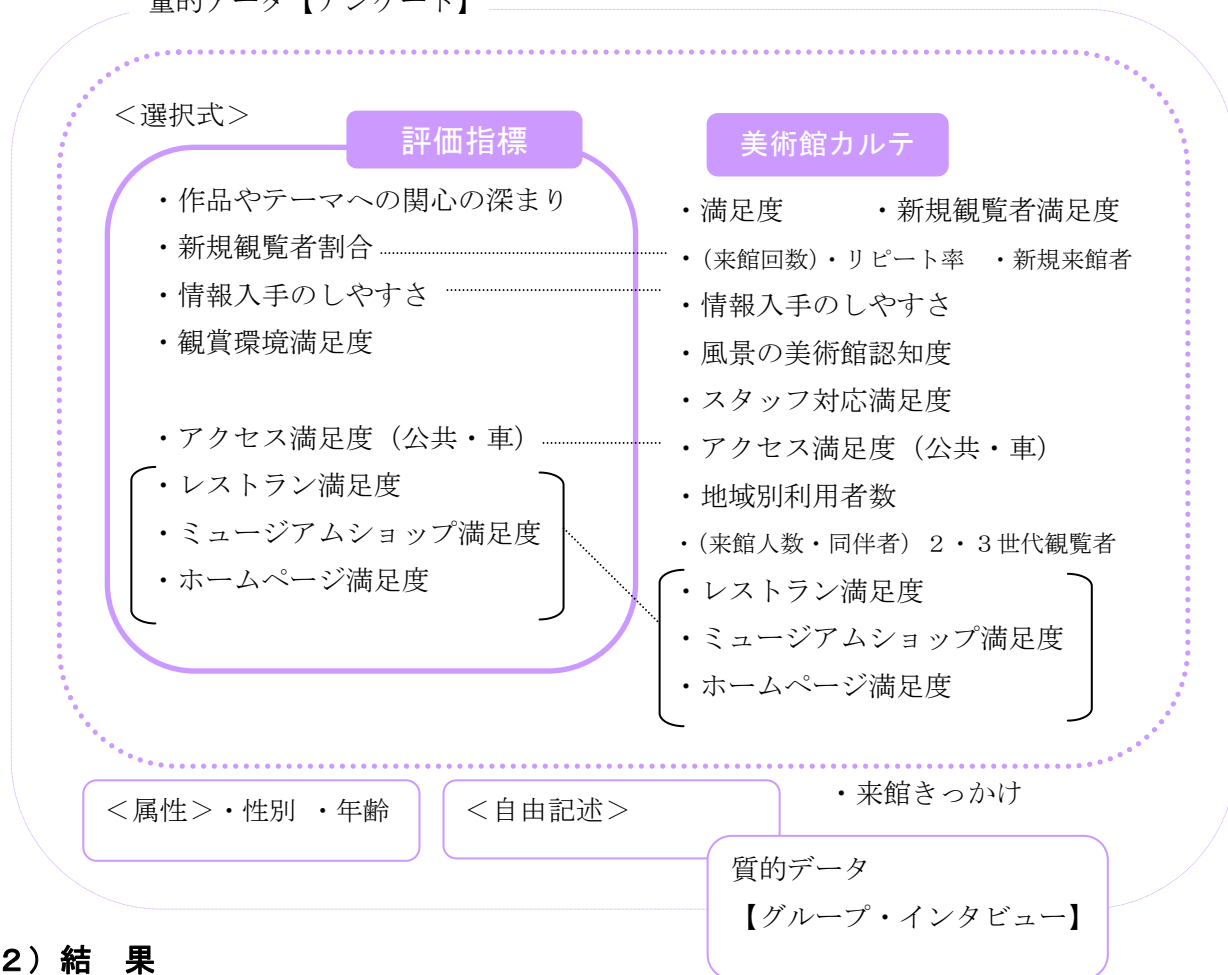 量的データ【アンケート】
＜選択式＞
評価指標
・作品やテーマへの関心の深まり
・新規観覧者割合
・情報入手のしやすさ
・観賞環境満足度
・アクセス満足度（公共・車）
・レストラン満足度
・ミュージアムショップ満足度
・ホームページ満足度
美術館カルテ
・満足度　・新規観覧者満足度
・（来館回数）・リピート率　・新規来館者
・情報入手のしやすさ
・風景の美術館認知度
・スタッフ対応満足度
・アクセス満足度（公共・車）
・地域別利用者数
・（来館人数・同伴者）２・３世代観覧者
・レストラン満足度
・ミュージアムショップ満足度
・ホームページ満足度
＜属性＞・性別 ・年齢
＜自由記述＞
・来館きっかけ
質的データ
【グループ・インタビュー】
２）結　果